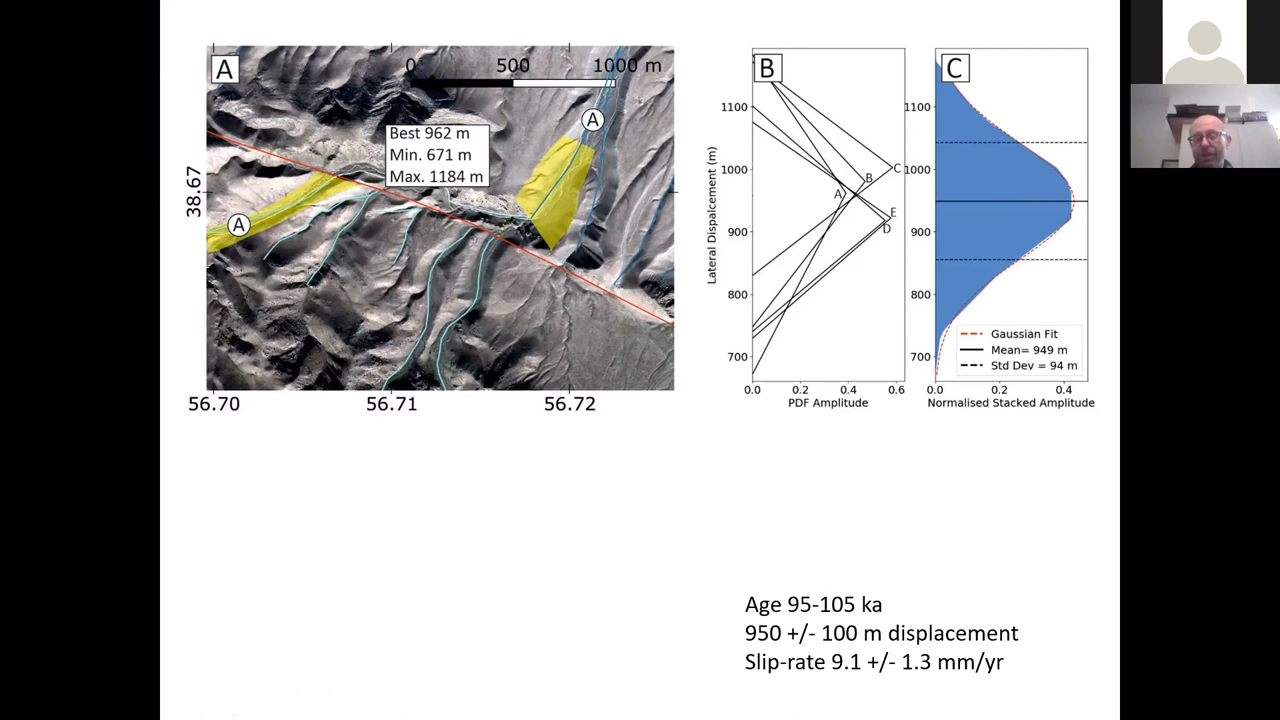 A
0 500 1000 m
A
Best 962 m
Min. 671 m
Max. 1184 m
38.67
A
56.70 56.71 56.72
B
Lateral Dispalcement (m)
1100
1000
900
800
700
C
B
A
E
D
0.0 0.2 0.4 0.6
PDF Amplitude
C
1100
1000
900
800
700
Gaussian Fit
Mean= 949 m
Std Dev = 94 m
0.0 0.2 0.4
Normalised Stacked Amplitude
Age 95-105 ka
950 +/- 100 m displacement
Slip-rate 9.1 +/- 1.3 mm/yr